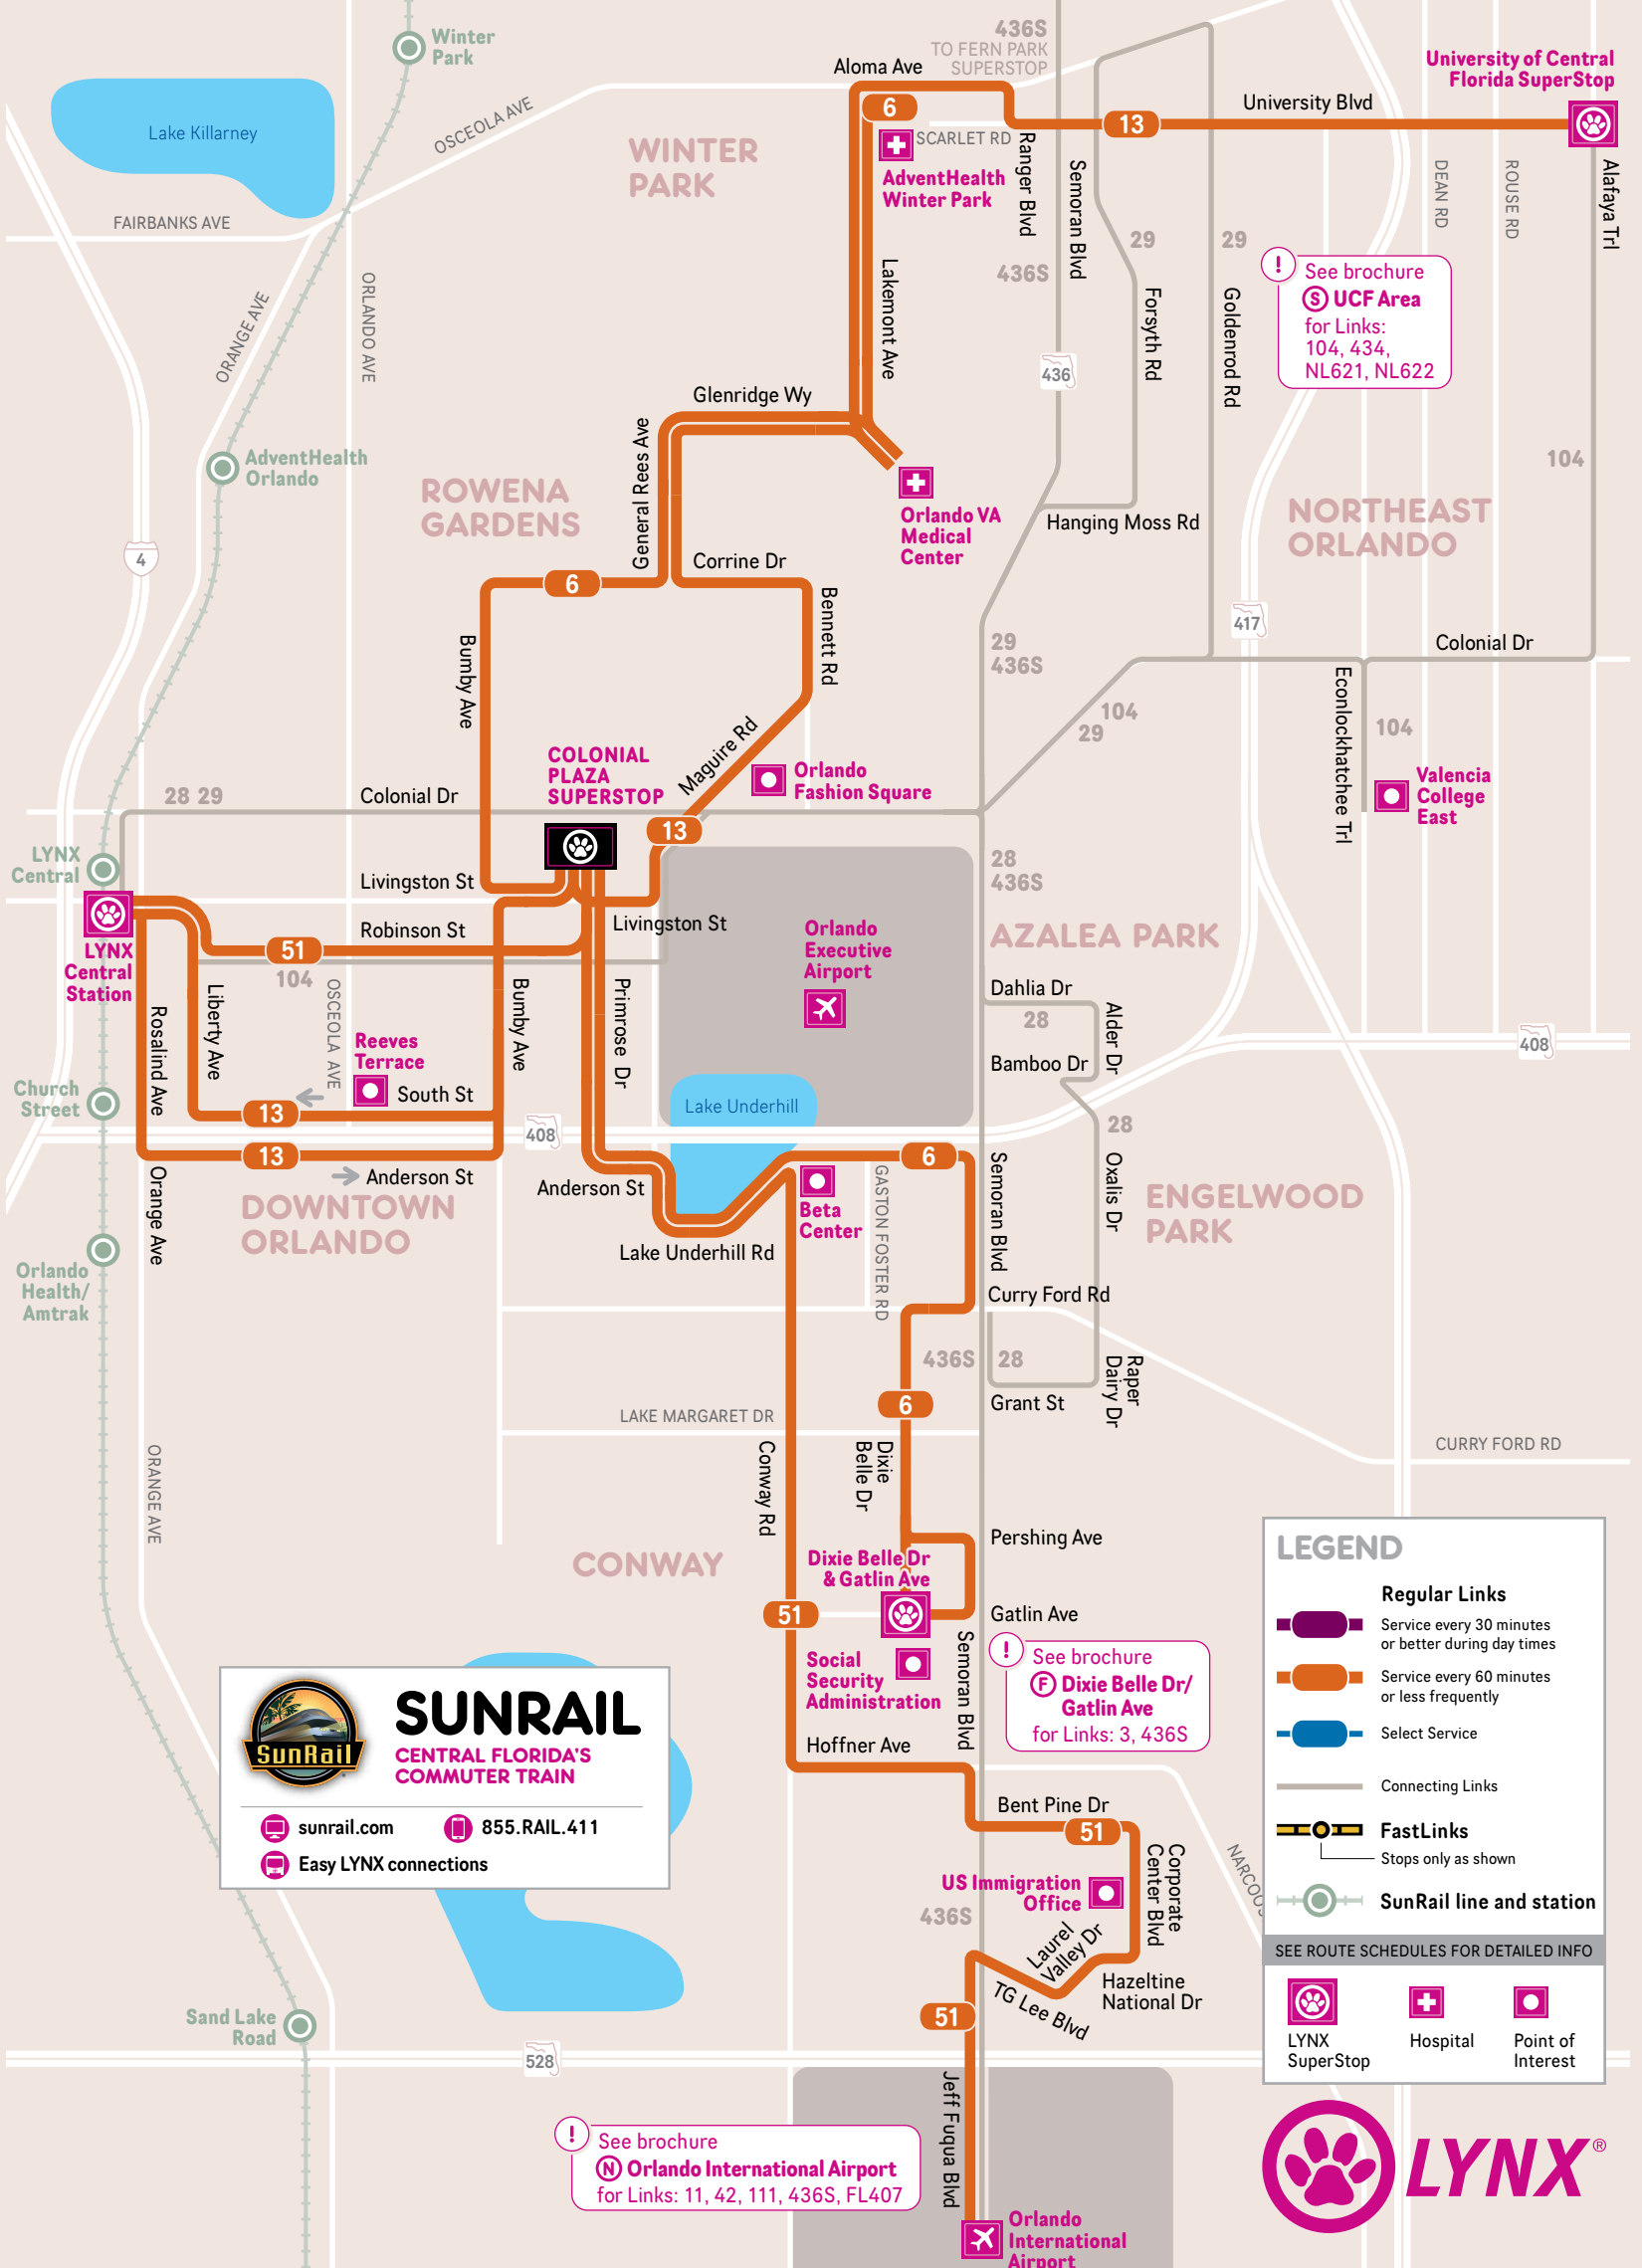 436S
TO FERN PARK
SUPERSTOP
Winter
Park
Aloma Ave
University of Central
Florida SuperStop
6
13
University Blvd
Lake Killarney
OSCEOLA AVE
WINTER
PARK
SCARLET RD
AdventHealth
Winter Park
Ranger Blvd
Semoran Blvd
DEAN RD
ROUSE RD
Alafaya Trl
FAIRBANKS AVE
29
29
436S
See brochure
S UCF Area
for Links:
104, 434,
NL621, NL622
ORANGE AVE
ORLANDO AVE
Lakemont Ave
Forsyth Rd
Goldenrod Rd
436
Glenridge Wy
General Rees Ave
AdventHealth
Orlando
104
ROWENA
GARDENS
Orlando VA
Medical
Center
Hanging Moss Rd
NORTHEAST
ORLANDO
4
Corrine Dr
6
Bennett Rd
Bumby Ave
417
29
436S
Colonial Dr
Econlockhatchee Trl
104
29
104
COLONIAL
PLAZA
SUPERSTOP
Maguire Rd
Orlando
Fashion Square
Valencia
College
East
28 29
Colonial Dr
13
LYNX
Central
28
436S
Livingston St
Livingston St
Robinson St
51
104
LYNX
Central
Station
Orlando
Executive
Airport
AZALEA PARK
Dahlia Dr
28
Alder Dr
Bamboo Dr
408
Rosalind Ave
Liberty Ave
OSCEOLA AVE
Bumby Ave
Primrose Dr
Reeves
Terrace
South St
13
Church
Street
Lake Underhill
28
408
13
Anderson St
Anderson St
6
Orange Ave
DOWNTOWN
ORLANDO
Beta
Center
GASTON FOSTER RD
Semoran Blvd
Oxalis Dr
ENGELWOOD
PARK
Lake Underhill Rd
Orlando
Health/
Amtrak
Curry Ford Rd
436S
28
Raper
Dairy Dr
6
Grant St
LAKE MARGARET DR
CURRY FORD RD
ORANGE AVE
Conway Rd
Dixie
Belle Dr
Pershing Ave
CONWAY
Dixie Belle Dr
& Gatlin Ave
51
Gatlin Ave
Social
Security
Administration
Semoran Blvd
See brochure
F Dixie Belle Dr/
Gatlin Ave
for Links: 3, 436S
Hoffner Ave
Bent Pine Dr
51
Corporate
Center Blvd
US Immigration
Office
436S
Laurel
Valley Dr
Hazeltine
National Dr
TG Lee Blvd
51
Sand Lake
Road
528
Jeff Fuqua Blvd
See brochure
N Orlando International Airport
for Links: 11, 42, 111, 436S, FL407
Orlando
International
Airport
SunRail
SUNRAIL
CENTRAL FLORIDA'S
COMMUTER TRAIN
sunrail.com
855.RAIL.411
Easy LYNX connections
LEGEND
Regular Links
Service every 30 minutes
or better during day times
Service every 60 minutes
or less frequently
Select Service
Connecting Links
FastLinks
Stops only as shown
SunRail line and station
SEE ROUTE SCHEDULES FOR DETAILED INFO
LYNX
SuperStop
Hospital
Point of
Interest
LYNX®